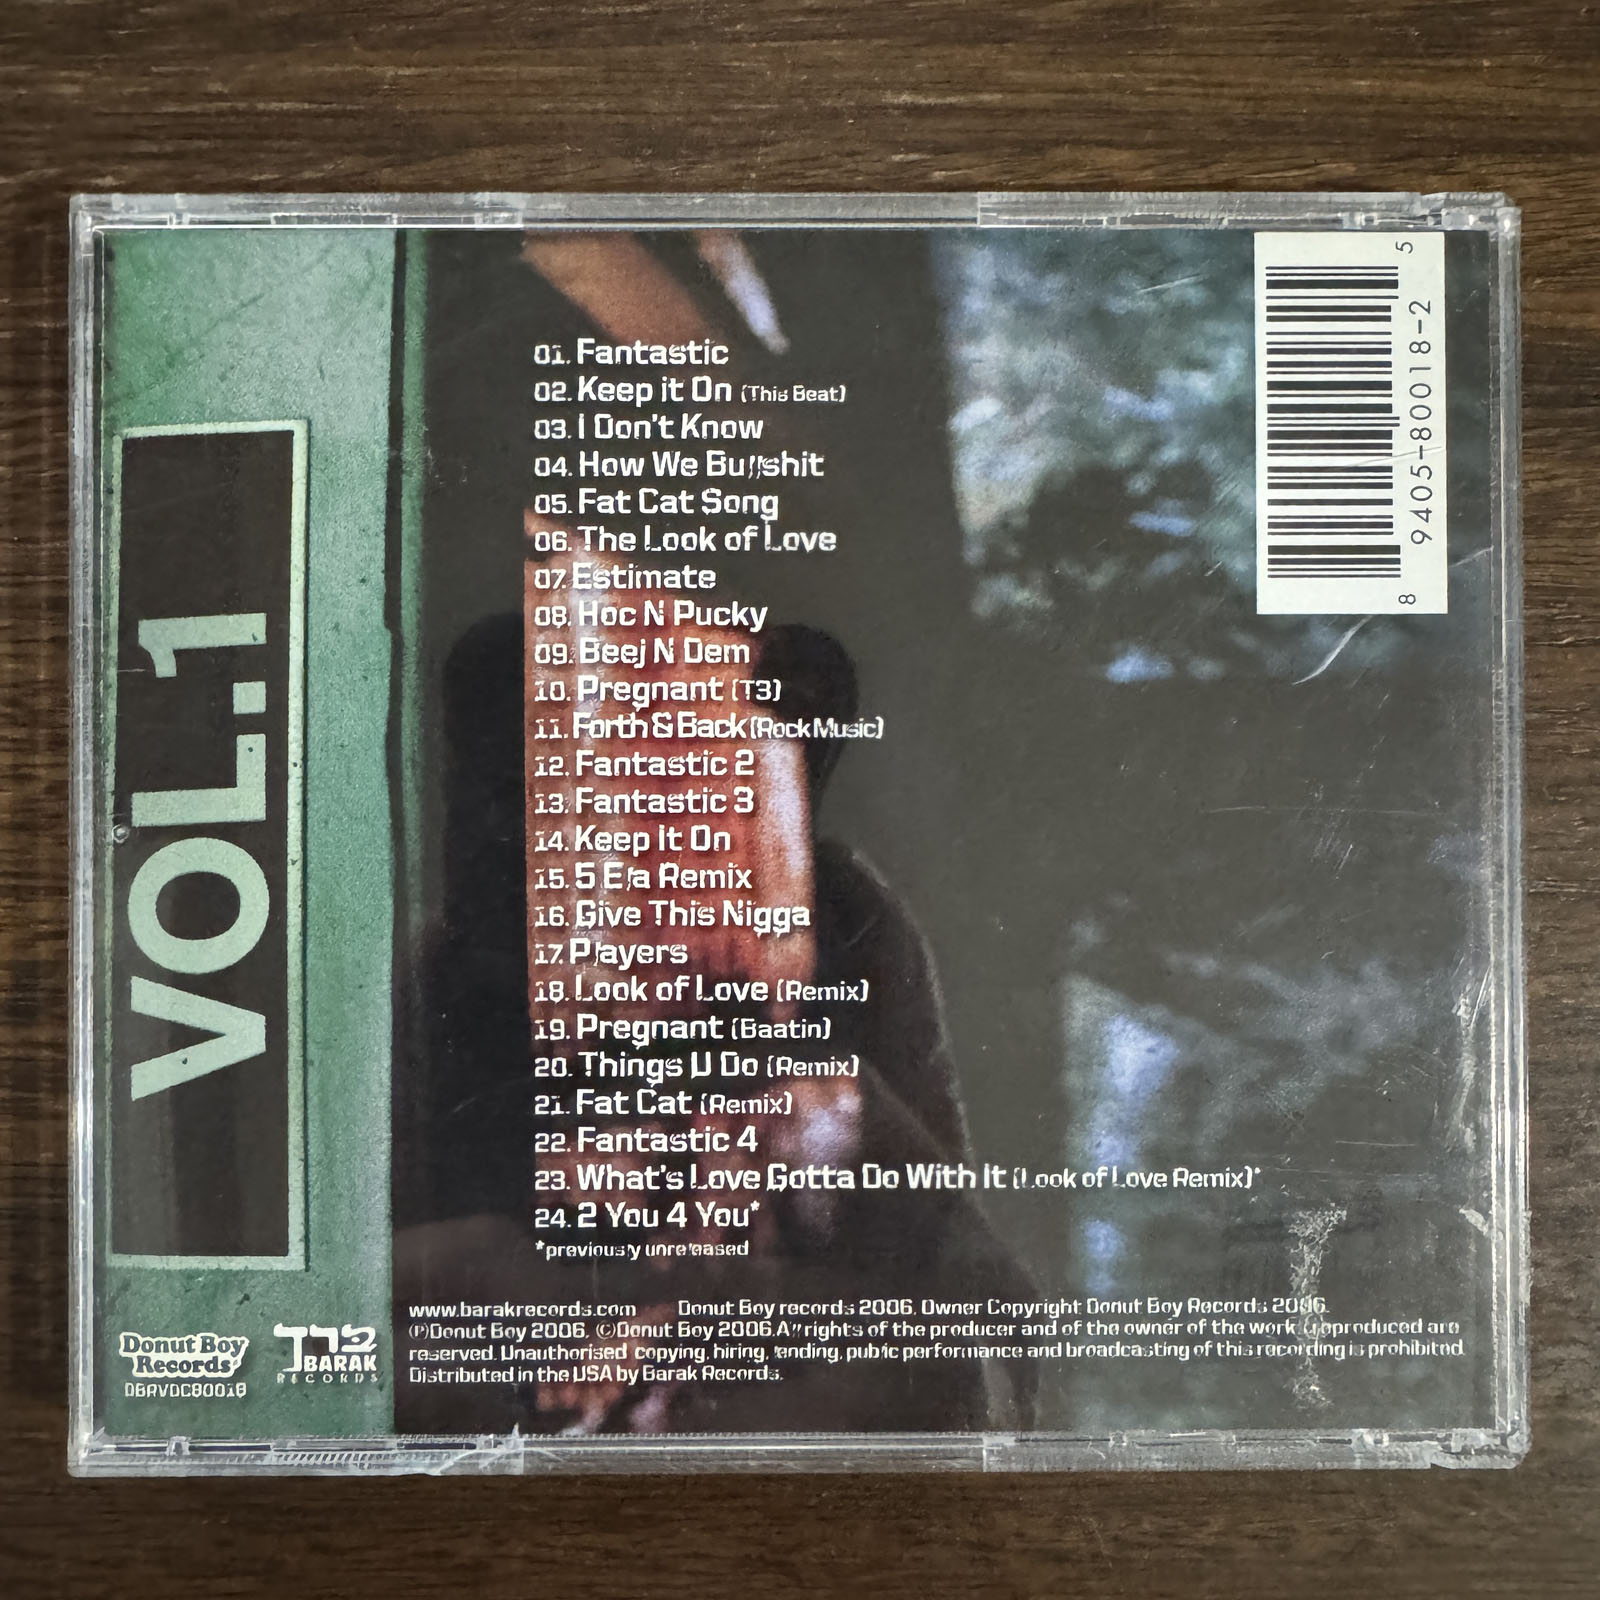 VOL.1
01. Fantastic
02. Keep it On (This Beat)
03. I Don't Know
04. How We Bullshit
05. Fat Cat Song
06. The Look of Love
07. Estimate
08. Hoc N Pucky
09. Beej N Dem
10. Pregnant (T3)
11. Forth & Back (Rock Music)
12. Fantastic 2
13. Fantastic 3
14. Keep It On
15. 5 Ela Remix
16. Give This Nigga
17. Players
18. Look of Love (Remix)
19. Pregnant (Baatin)
20. Things U Do (Remix)
21. Fat Cat (Remix)
22. Fantastic 4
23. What's Love Gotta Do With It (Look of Love Remix)*
24. 2 You 4 You*
*previously unreleased
www.barakrecords.com Donut Boy records 2006. Owner Copyright Donut Boy Records 2006.
(P)Donut Boy 2006. ©Donut Boy 2006.All rights of the producer and of the owner of the work reproduced are
reserved. Unauthorised copying, hiring, lending, public performance and broadcasting of this recording is prohibited.
Distributed in the USA by Barak Records.
Donut Boy
Records
DBRVDC80018
ברק
BARAK
RECORDS
8 9405-80018-2 5